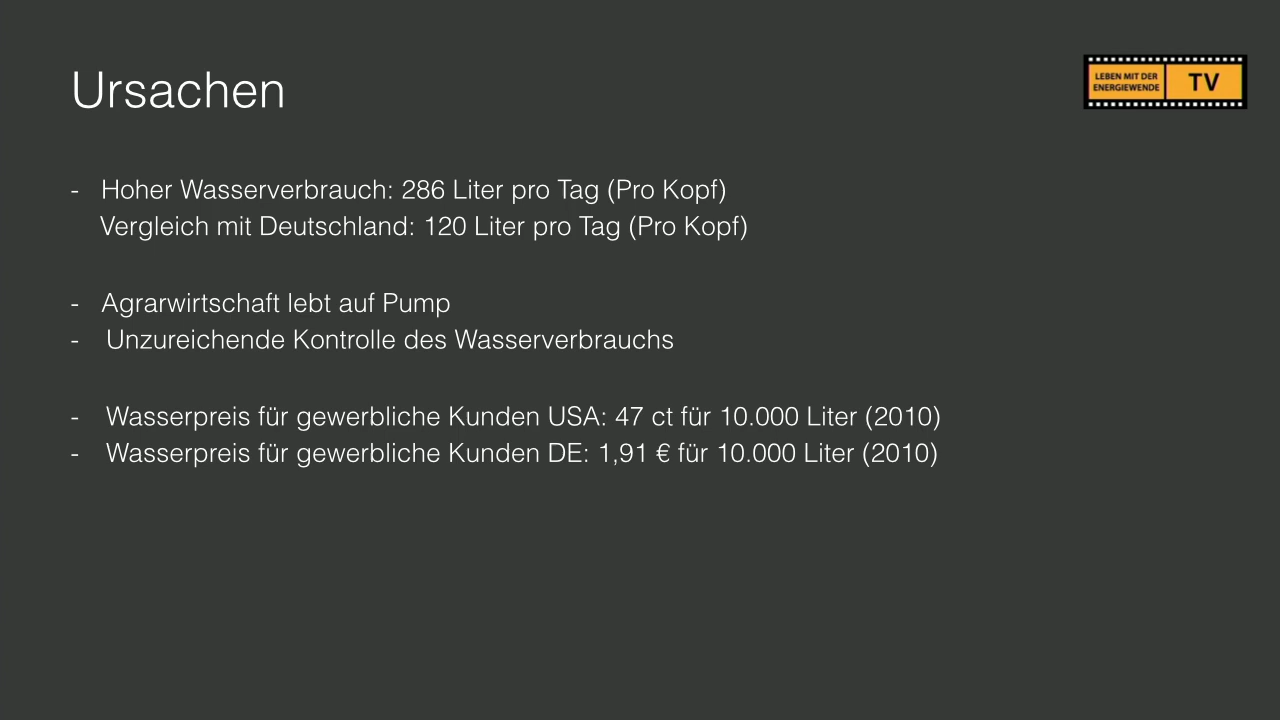 Ursachen
LEBEN MIT DER
ENERGIEWENDE
TV
- Hoher Wasserverbrauch: 286 Liter pro Tag (Pro Kopf)
Vergleich mit Deutschland: 120 Liter pro Tag (Pro Kopf)
- Agrarwirtschaft lebt auf Pump
- Unzureichende Kontrolle des Wasserverbrauchs
- Wasserpreis für gewerbliche Kunden USA: 47 ct für 10.000 Liter (2010)
- Wasserpreis für gewerbliche Kunden DE: 1,91 € für 10.000 Liter (2010)